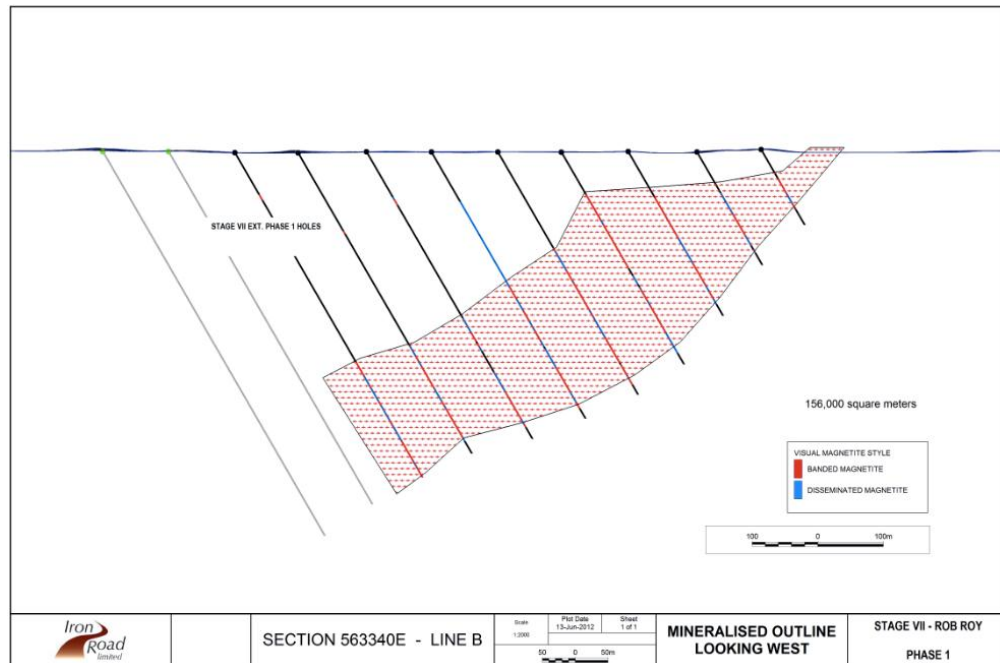 STAGE VII EXT. PHASE 1 HOLES
156,000 square meters
VISUAL MAGNETITE STYLE
BANDED MAGNETITE
DISSEMINATED MAGNETITE
100 0 100m
Iron
Road
limited
SECTION 563340E - LINE B
Scale
1:2000
Plot Date
13-Jun-2012
Sheet
1 of 1
50 0 50m
MINERALISED OUTLINE
LOOKING WEST
STAGE VII - ROB ROY
PHASE 1